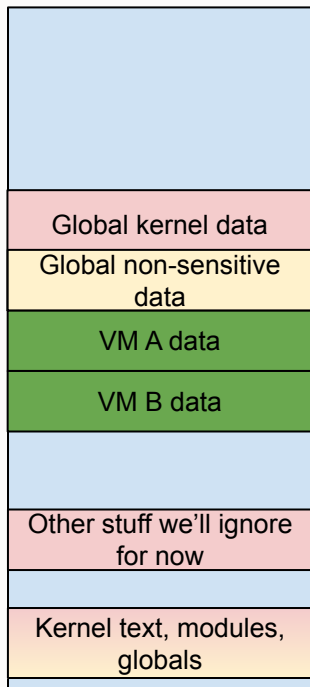 Global kernel data
Global non-sensitive
data
VM A data
VM B data
Other stuff we’ll ignore
for now
Kernel text, modules,
globals